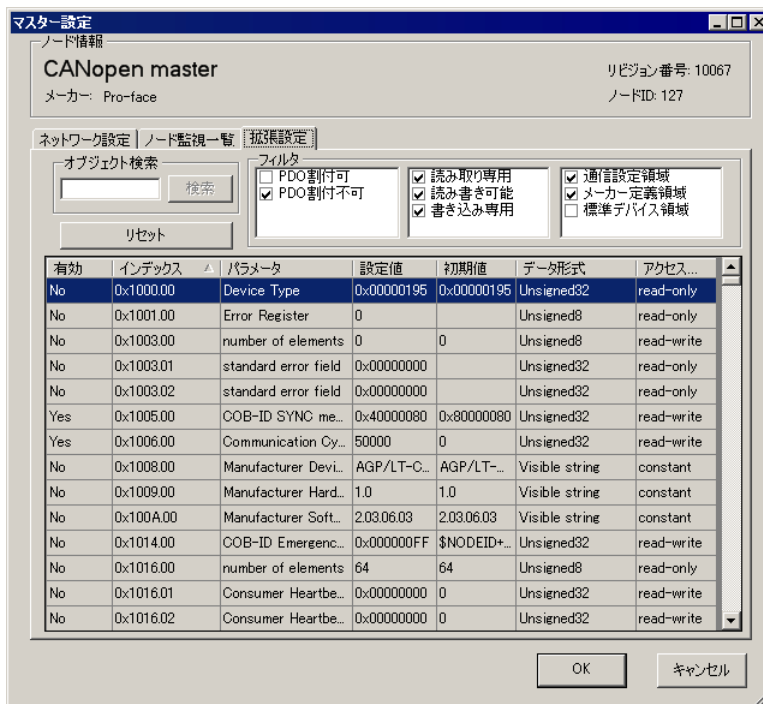 マスター設定
ノード情報
CANopen master
リビジョン番号: 10067
メーカー: Pro-face
ノードID: 127
ネットワーク設定 ノード監視一覧 拡張設定
オブジェクト検索
検索
リセット
フィルタ
PDO割付可 読み取り専用 通信設定領域
PDO割付不可 読み書き可能 メーカー定義領域
書き込み専用 標準デバイス領域
有効 インデックス パラメータ 設定値 初期値 データ形式 アクセス...
No 0x1000.00 Device Type 0x00000195 0x00000195 Unsigned32 read-only
No 0x1001.00 Error Register 0 Unsigned8 read-only
No 0x1003.00 number of elements 0 0 Unsigned8 read-write
No 0x1003.01 standard error field 0x00000000 Unsigned32 read-only
No 0x1003.02 standard error field 0x00000000 Unsigned32 read-only
Yes 0x1005.00 COB-ID SYNC me... 0x40000080 0x80000080 Unsigned32 read-write
Yes 0x1006.00 Communication Cy... 50000 0 Unsigned32 read-write
No 0x1008.00 Manufacturer Devi... AGP/LT-C... AGP/LT-... Visible string constant
No 0x1009.00 Manufacturer Hard... 1.0 1.0 Visible string constant
No 0x100A.00 Manufacturer Soft... 2.03.06.03 2.03.06.03 Visible string constant
No 0x1014.00 COB-ID Emergenc... 0x000000FF $NODEID+... Unsigned32 read-write
No 0x1016.00 number of elements 64 64 Unsigned8 read-only
No 0x1016.01 Consumer Heartbe... 0x00000000 0 Unsigned32 read-write
No 0x1016.02 Consumer Heartbe... 0x00000000 0 Unsigned32 read-write
OK キャンセル